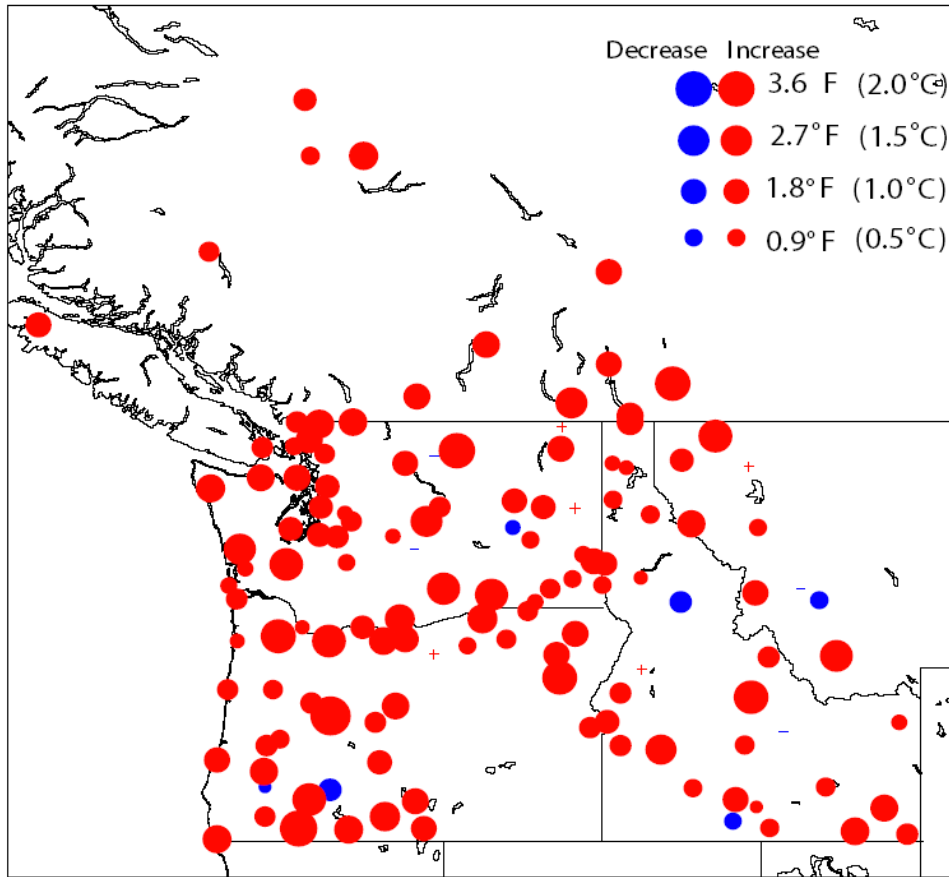 Decrease Increase
3.6 F (2.0°C)
2.7°F (1.5°C)
1.8°F (1.0°C)
0.9°F (0.5°C)